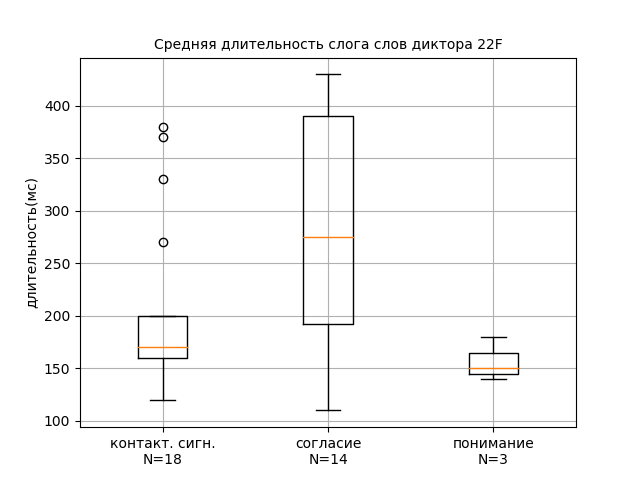 Средняя длительность слога слов диктора 22F
длительность(мс)
400
350
300
250
200
150
100
контакт. сигн.
N=18
согласие
N=14
понимание
N=3